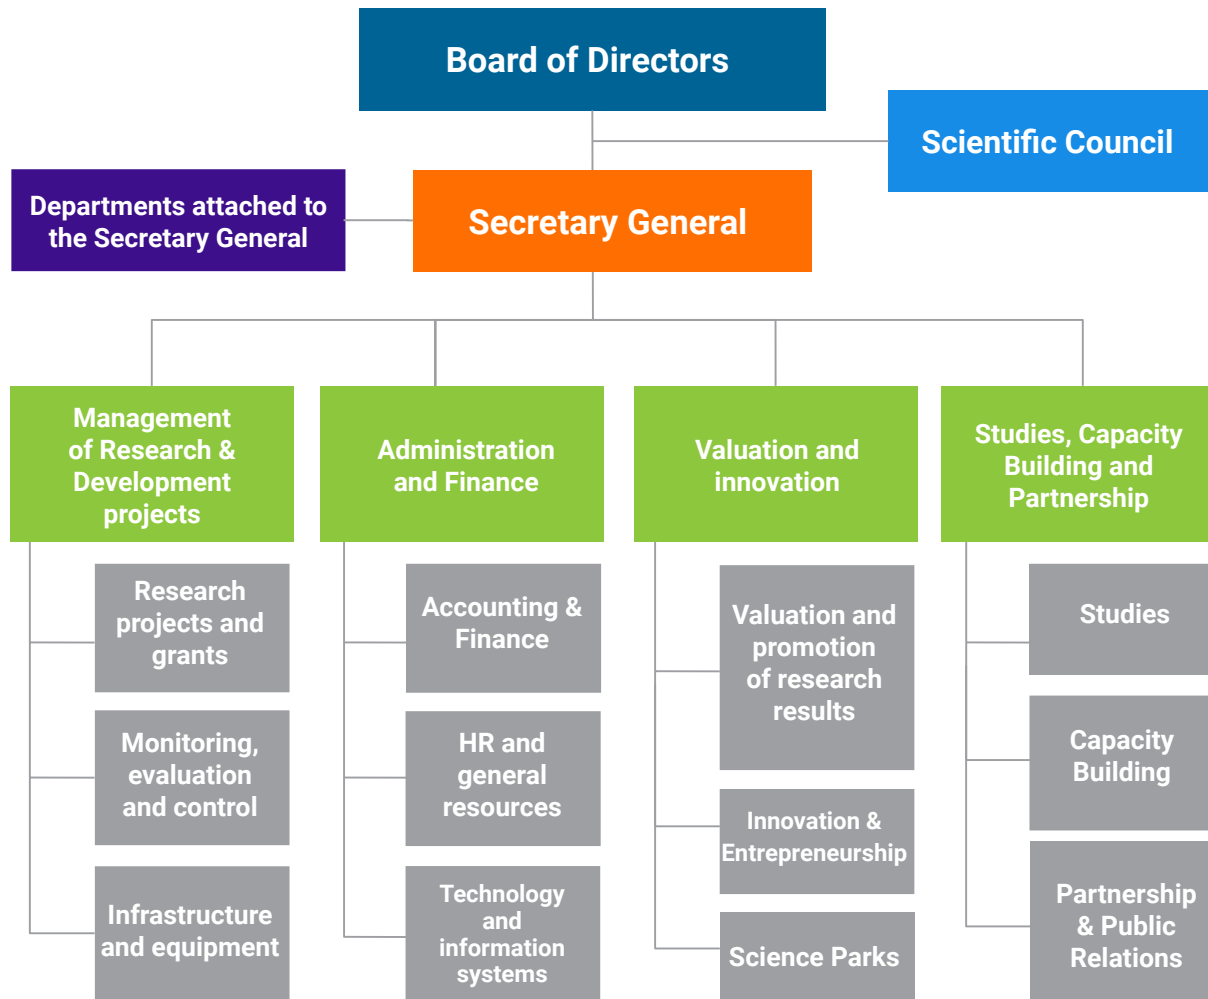 Board of Directors
Scientific Council
Departments attached to
the Secretary General
Secretary General
Management
of Research &
Development
projects
Administration
and Finance
Valuation and
innovation
Studies, Capacity
Building and
Partnership
Research
projects and
grants
Monitoring,
evaluation
and control
Infrastructure
and equipment
Accounting &
Finance
HR and
general
resources
Technology
and
information
systems
Valuation and
promotion
of research
results
Innovation &
Entrepreneurship
Science Parks
Studies
Capacity
Building
Partnership
& Public
Relations